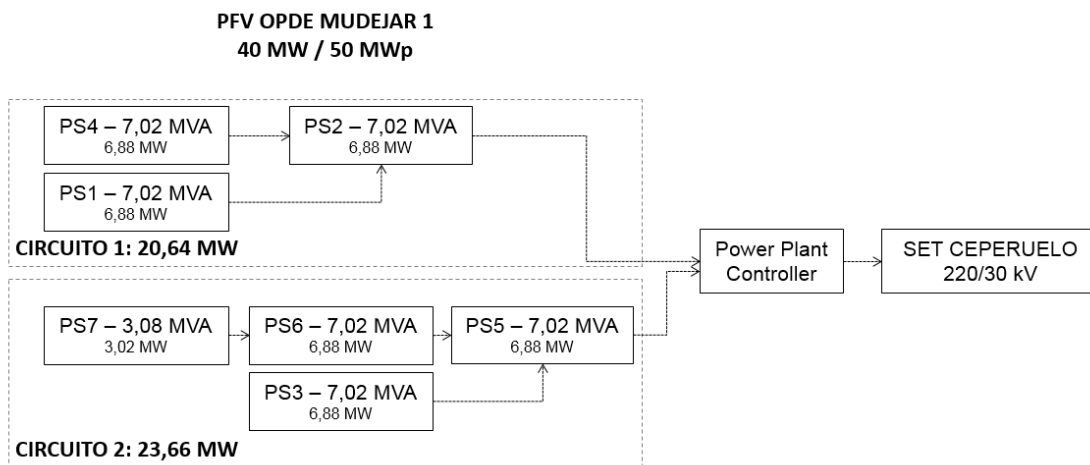 PFV OPDE MUDEJAR 1
40 MW / 50 MWp
PS4 – 7,02 MVA
6,88 MW
PS2 – 7,02 MVA
6,88 MW
PS1 – 7,02 MVA
6,88 MW
CIRCUITO 1: 20,64 MW
Power Plant
Controller
SET CEPERUELO
220/30 kV
PS7 – 3,08 MVA
3,02 MW
PS6 – 7,02 MVA
6,88 MW
PS5 – 7,02 MVA
6,88 MW
PS3 – 7,02 MVA
6,88 MW
CIRCUITO 2: 23,66 MW